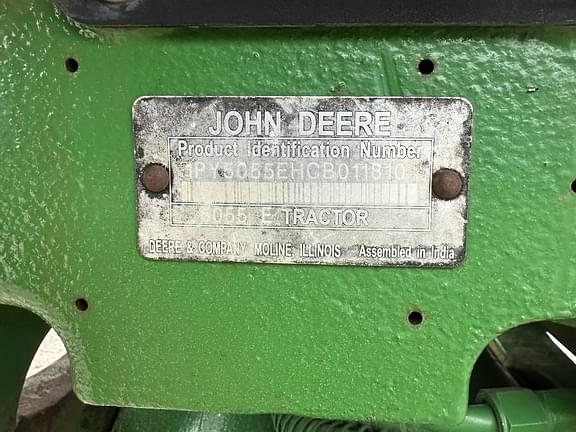 JOHN DEERE
Product Identification Number
1PY5055EHCB011810
5055 E TRACTOR
DEERE & COMPANY MOLINE, ILLINOIS Assembled in India